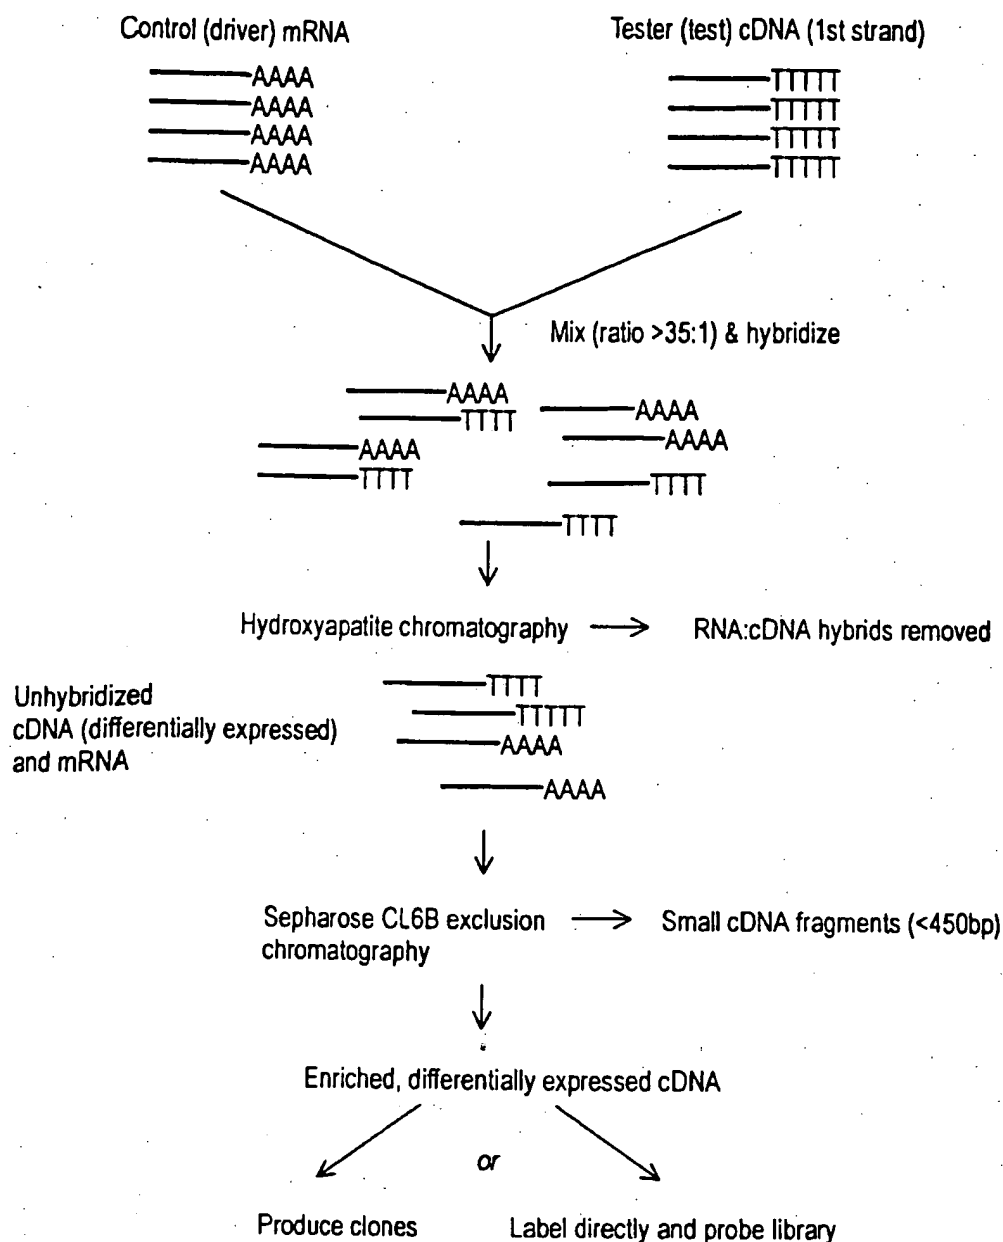 Control (driver) mRNA
Tester (test) cDNA (1st strand)
AAAA
TTTTT
AAAA
TTTTT
AAAA
TTTTT
AAAA
TTTTT
Mix (ratio >35:1) & hybridize
AAAA
TTTT
AAAA
AAAA
AAAA
TTTT
TTTT
TTTT
Hydroxyapatite chromatography
RNA:cDNA hybrids removed
Unhybridized
cDNA (differentially expressed)
and mRNA
TTTT
TTTTT
AAAA
AAAA
Sepharose CL6B exclusion
chromatography
Small cDNA fragments (<450bp)
Enriched, differentially expressed cDNA
or
Produce clones
Label directly and probe library